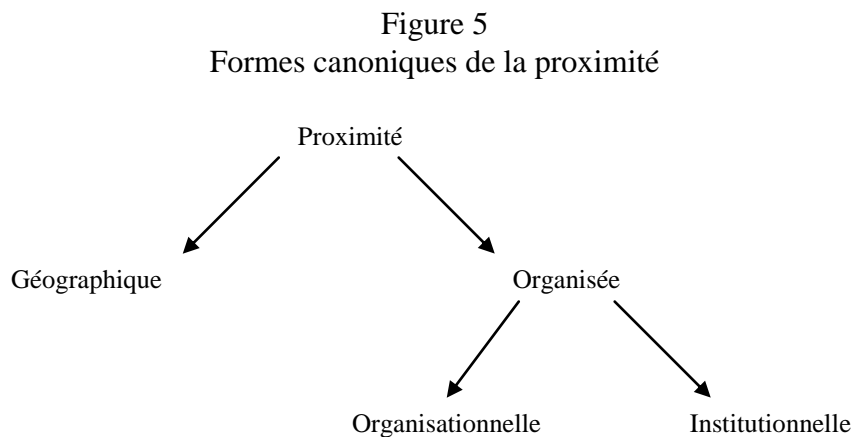 Figure 5
Formes canoniques de la proximité
Proximité
Géographique
Organisée
Organisationnelle
Institutionnelle